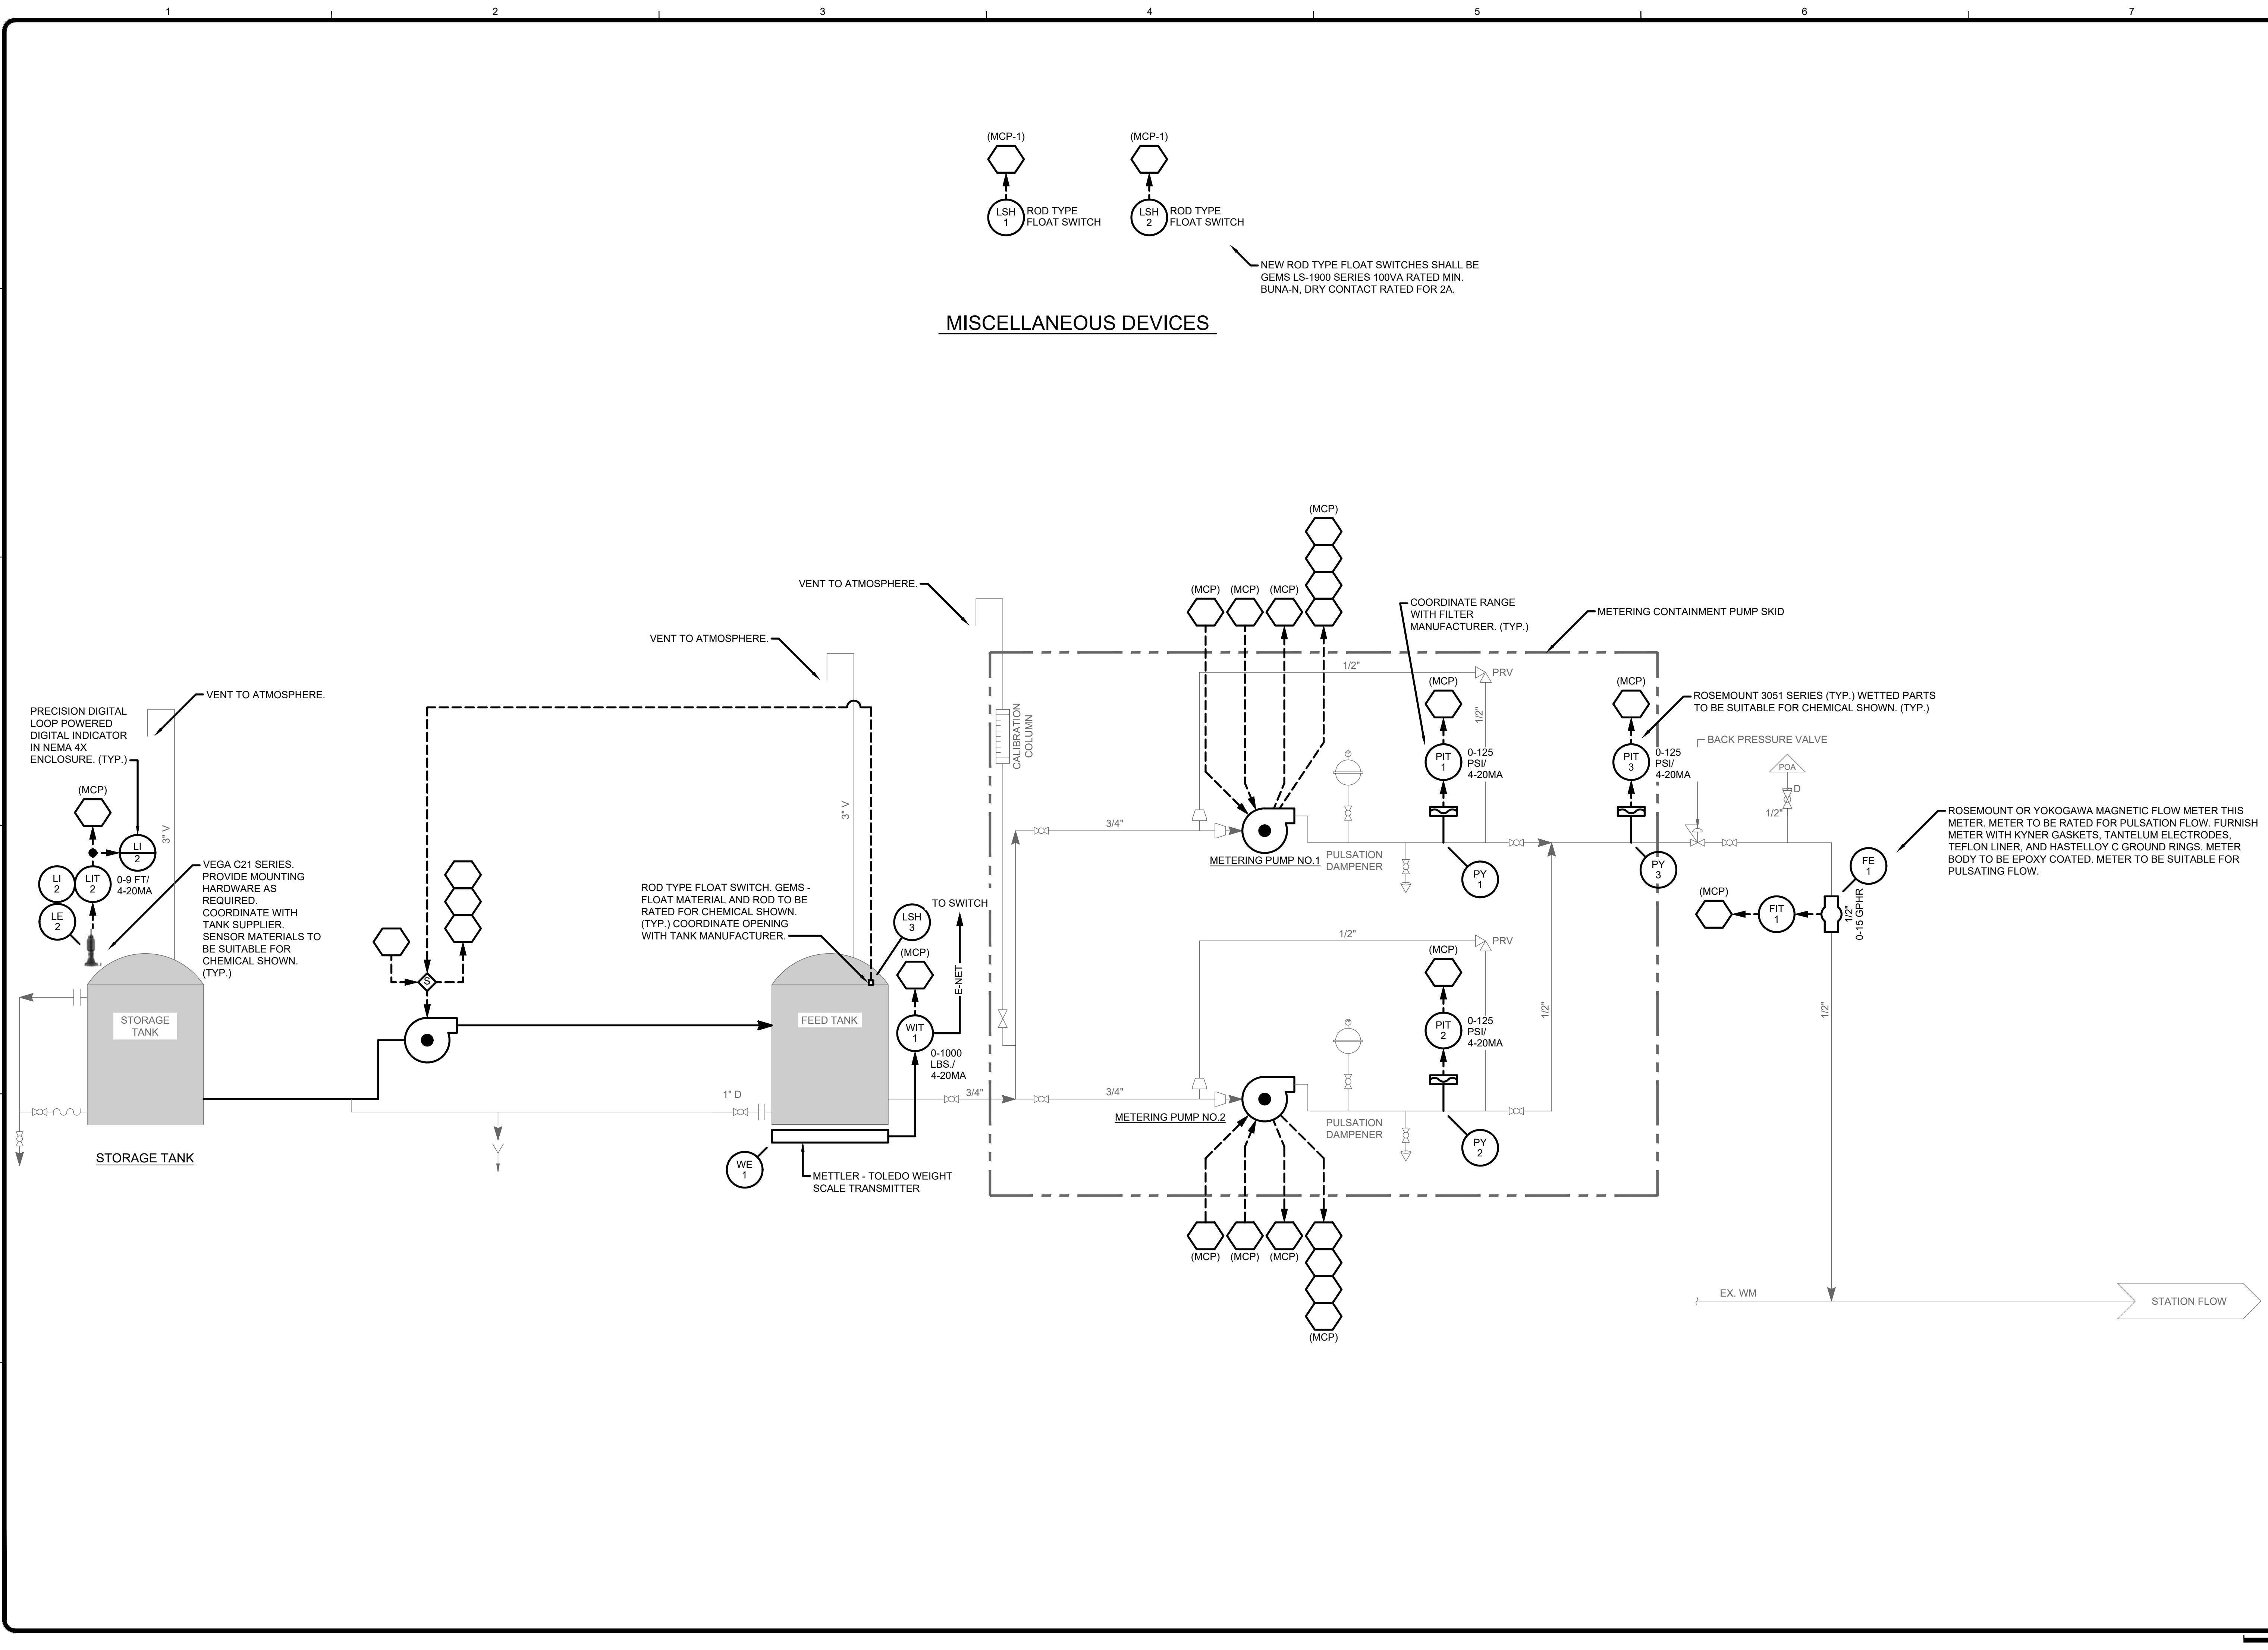 1
2
3
4
5
6
7
(MCP-1)
(MCP-1)
LSH
1
ROD TYPE
FLOAT SWITCH
LSH
2
ROD TYPE
FLOAT SWITCH
NEW ROD TYPE FLOAT SWITCHES SHALL BE
GEMS LS-1900 SERIES 100VA RATED MIN.
BUNA-N, DRY CONTACT RATED FOR 2A.
MISCELLANEOUS DEVICES
PRECISION DIGITAL
LOOP POWERED
DIGITAL INDICATOR
IN NEMA 4X
ENCLOSURE. (TYP.)
VENT TO ATMOSPHERE.
3" V
(MCP)
LI
2
LI
2
LIT
2
0-9 FT/
4-20MA
LE
2
VEGA C21 SERIES.
PROVIDE MOUNTING
HARDWARE AS
REQUIRED.
COORDINATE WITH
TANK SUPPLIER.
SENSOR MATERIALS TO
BE SUITABLE FOR
CHEMICAL SHOWN.
(TYP.)
STORAGE
TANK
STORAGE TANK
S
VENT TO ATMOSPHERE.
3" V
ROD TYPE FLOAT SWITCH. GEMS -
FLOAT MATERIAL AND ROD TO BE
RATED FOR CHEMICAL SHOWN.
(TYP.) COORDINATE OPENING
WITH TANK MANUFACTURER.
LSH
3
TO SWITCH
E-NET
(MCP)
FEED TANK
WIT
1
0-1000
LBS./
4-20MA
1" D
WE
1
METTLER - TOLEDO WEIGHT
SCALE TRANSMITTER
3/4"
VENT TO ATMOSPHERE.
CALIBRATION
COLUMN
(MCP)
(MCP)
(MCP)
(MCP)
COORDINATE RANGE
WITH FILTER
MANUFACTURER. (TYP.)
METERING CONTAINMENT PUMP SKID
1/2"
PRV
1/2"
(MCP)
PIT
1
0-125
PSI/
4-20MA
3/4"
METERING PUMP NO.1
PULSATION
DAMPENER
PY
1
(MCP)
PIT
3
0-125
PSI/
4-20MA
PY
3
ROSEMOUNT 3051 SERIES (TYP.) WETTED PARTS
TO BE SUITABLE FOR CHEMICAL SHOWN. (TYP.)
BACK PRESSURE VALVE
POA
D
1/2"
ROSEMOUNT OR YOKOGAWA MAGNETIC FLOW METER THIS
METER. METER TO BE RATED FOR PULSATION FLOW. FURNISH
METER WITH KYNER GASKETS, TANTELUM ELECTRODES,
TEFLON LINER, AND HASTELLOY C GROUND RINGS. METER
BODY TO BE EPOXY COATED. METER TO BE SUITABLE FOR
PULSATING FLOW.
FE
1
(MCP)
FIT
1
1/2"
0-15 GPHR
1/2"
PRV
(MCP)
PIT
2
0-125
PSI/
4-20MA
1/2"
1/2"
3/4"
METERING PUMP NO.2
PULSATION
DAMPENER
PY
2
(MCP)
(MCP)
(MCP)
(MCP)
EX. WM
STATION FLOW